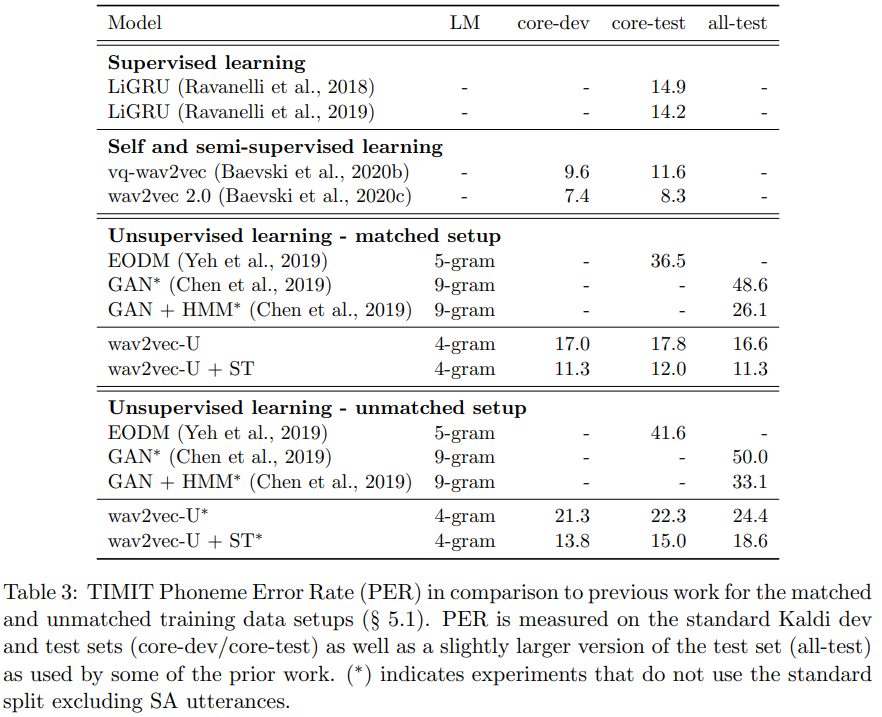 Model LM core-dev core-test all-test
Supervised learning
LiGRU (Ravanelli et al., 2018) - - 14.9 -
LiGRU (Ravanelli et al., 2019) - - 14.2 -
Self and semi-supervised learning
vq-wav2vec (Baevski et al., 2020b) - 9.6 11.6 -
wav2vec 2.0 (Baevski et al., 2020c) - 7.4 8.3 -
Unsupervised learning - matched setup
EODM (Yeh et al., 2019) 5-gram - 36.5 -
GAN* (Chen et al., 2019) 9-gram - - 48.6
GAN + HMM* (Chen et al., 2019) 9-gram - - 26.1
wav2vec-U 4-gram 17.0 17.8 16.6
wav2vec-U + ST 4-gram 11.3 12.0 11.3
Unsupervised learning - unmatched setup
EODM (Yeh et al., 2019) 5-gram - 41.6 -
GAN* (Chen et al., 2019) 9-gram - - 50.0
GAN + HMM* (Chen et al., 2019) 9-gram - - 33.1
wav2vec-U* 4-gram 21.3 22.3 24.4
wav2vec-U + ST* 4-gram 13.8 15.0 18.6
Table 3: TIMIT Phoneme Error Rate (PER) in comparison to previous work for the matched
and unmatched training data setups (§ 5.1). PER is measured on the standard Kaldi dev
and test sets (core-dev/core-test) as well as a slightly larger version of the test set (all-test)
as used by some of the prior work. (*) indicates experiments that do not use the standard
split excluding SA utterances.